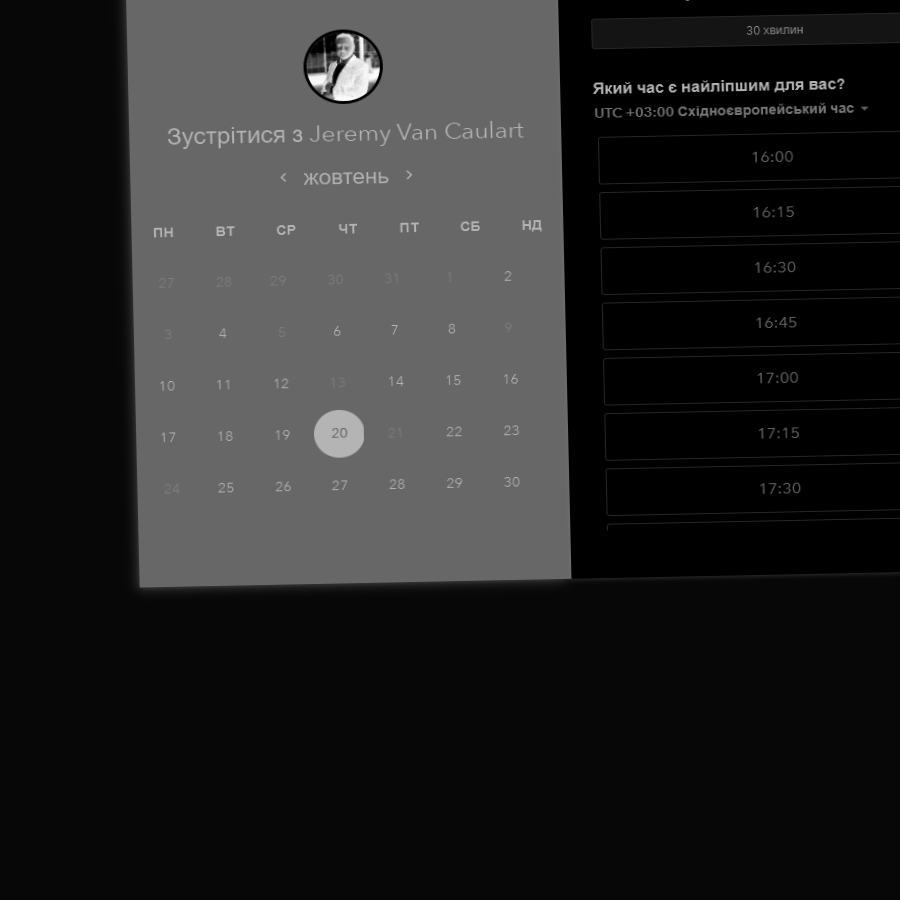 Зустрітися з Jeremy Van Caulart
‹ жовтень ›
ПН ВТ СР ЧТ ПТ СБ НД
27 28 29 30 31 1 2
3 4 5 6 7 8 9
10 11 12 13 14 15 16
17 18 19 20 21 22 23
24 25 26 27 28 29 30
30 хвилин
Який час є найліпшим для вас?
UTC +03:00 Східноєвропейський час
16:00
16:15
16:30
16:45
17:00
17:15
17:30